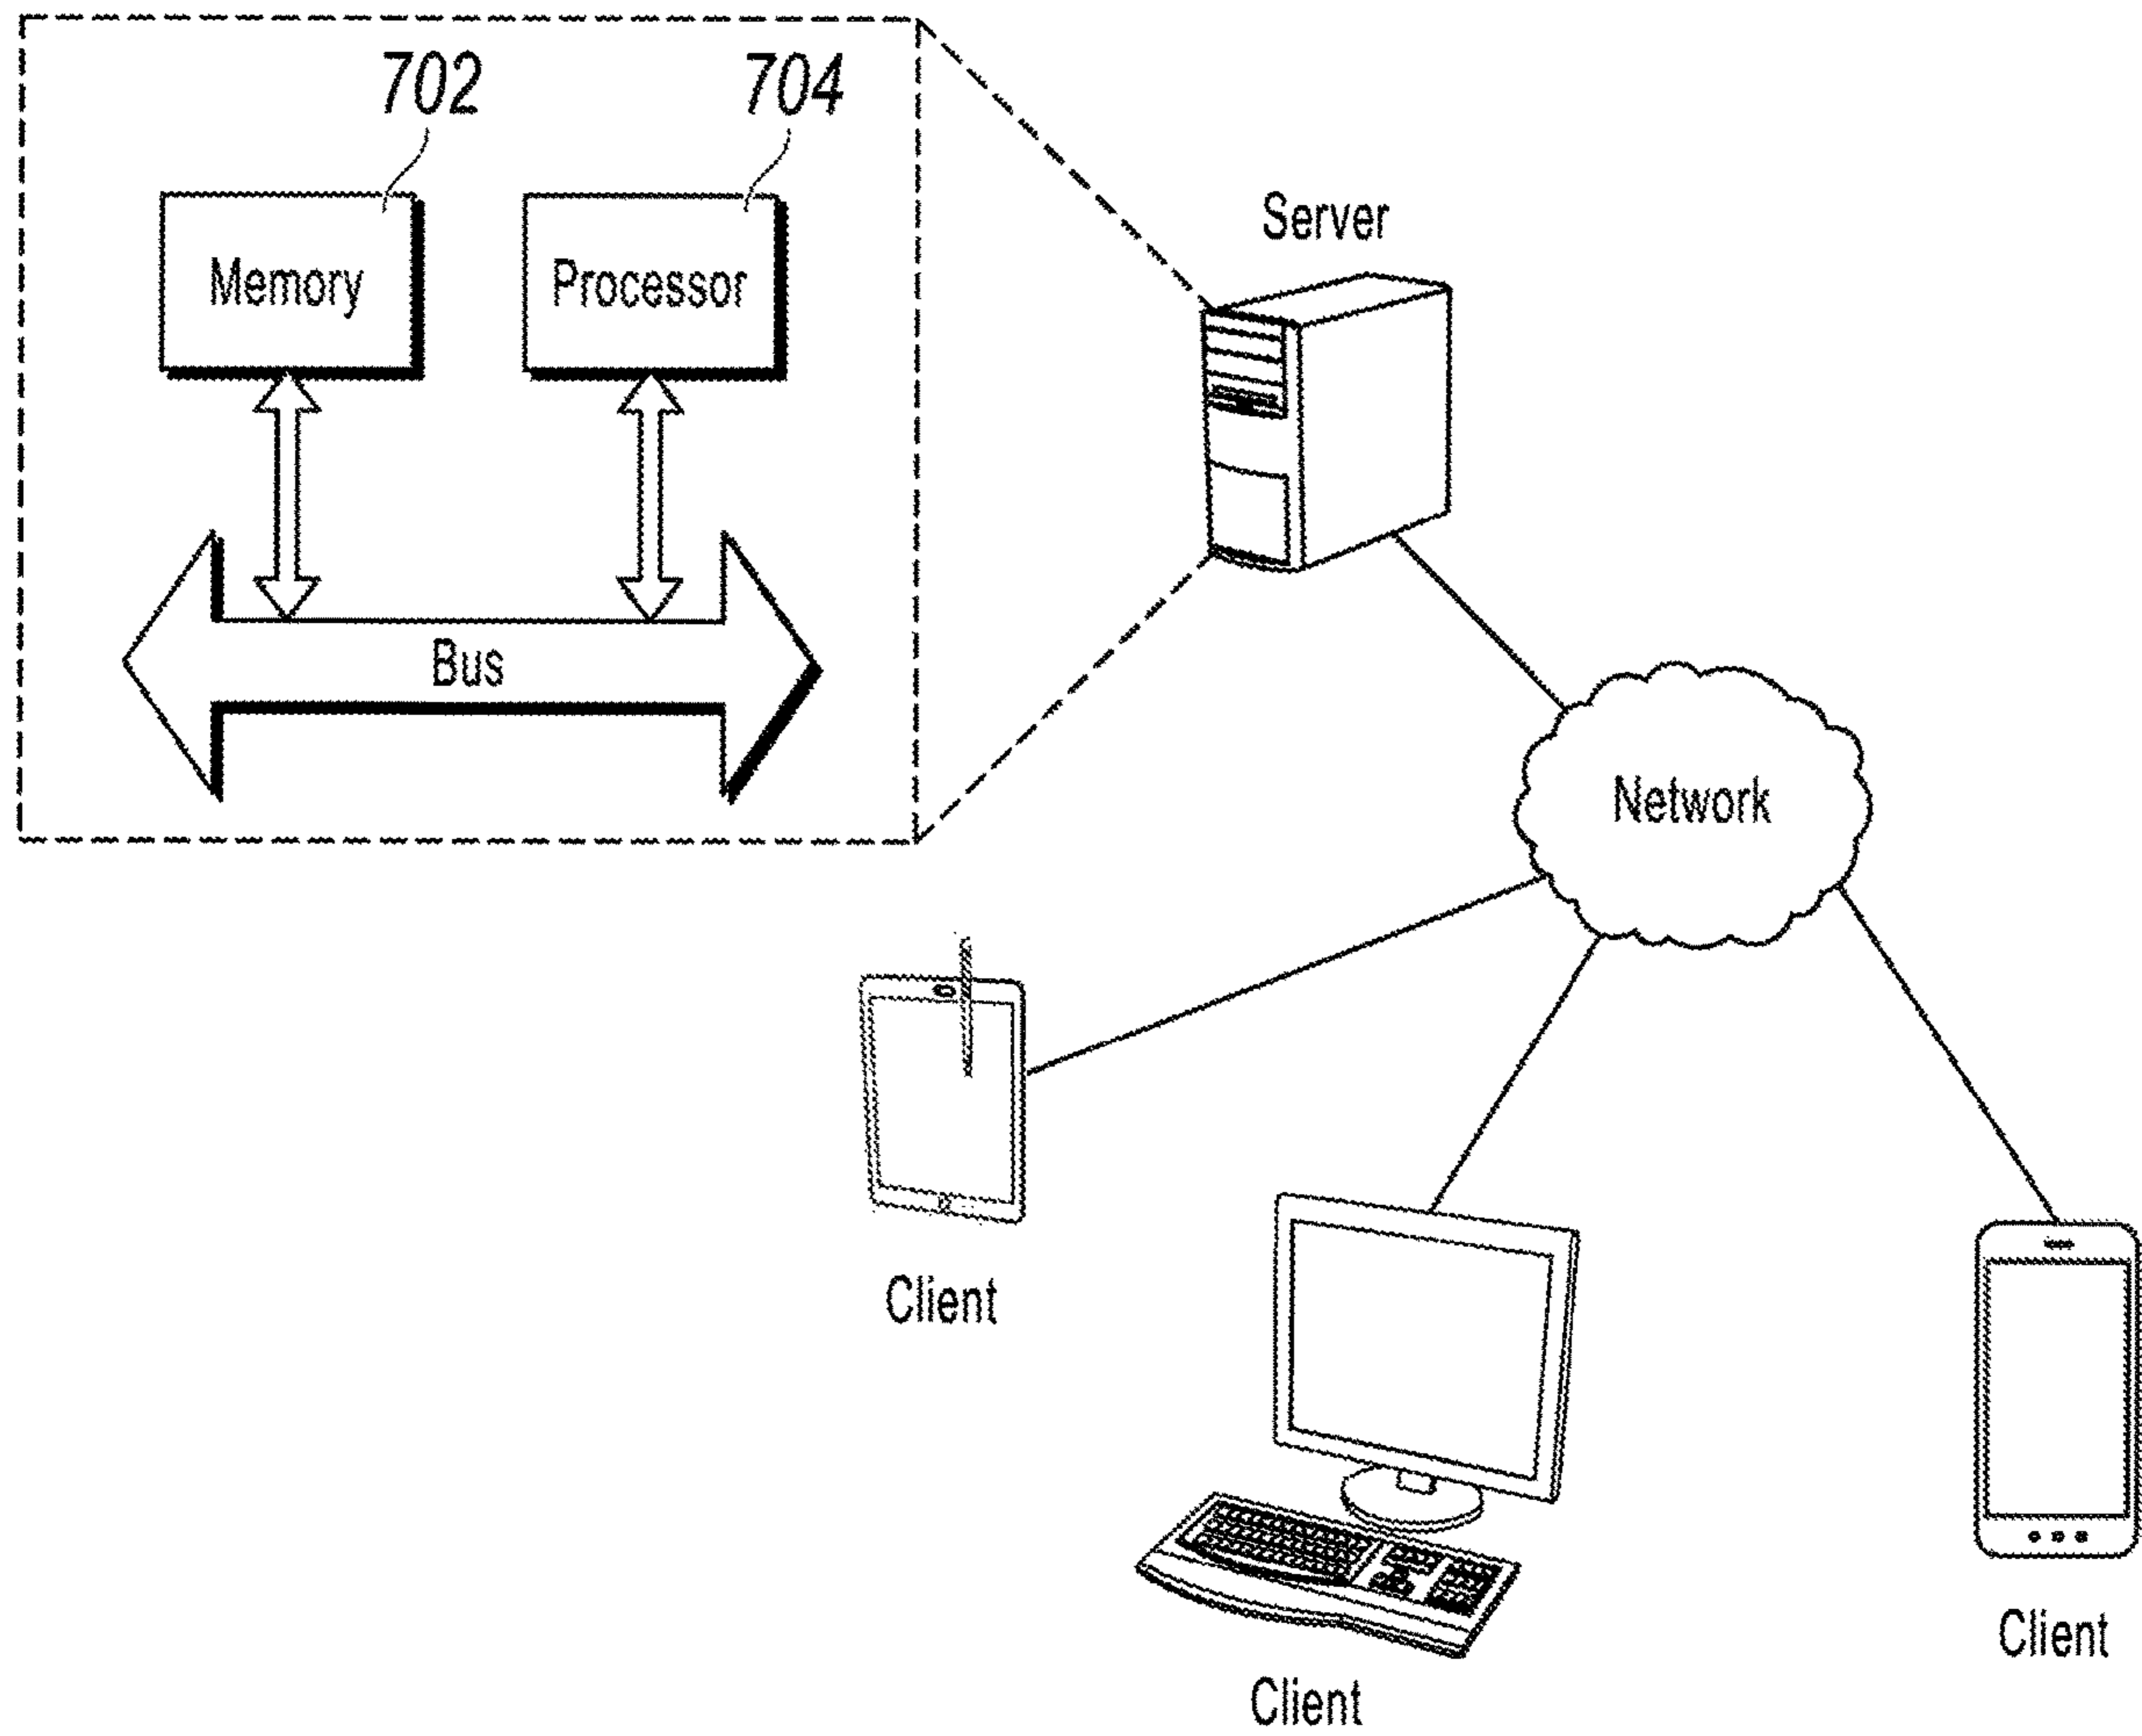 702
704
Memory
Processor
Bus
Server
Network
Client
Client
Client